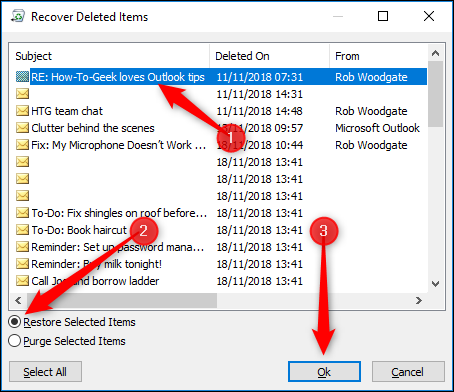 Recover Deleted Items
Subject Deleted On From
RE: How-To-Geek loves Outlook tips 11/11/2018 07:31 Rob Woodgate
11/11/2018 14:31
HTG team chat 11/11/2018 14:48 Rob Woodgate
Clutter behind the scenes 18/11/2018 09:57 Microsoft Outlook
Fix: My Microphone Doesn't Work ... 18/11/2018 10:44 Rob Woodgate
18/11/2018 13:41
18/11/2018 13:41
18/11/2018 13:41
To-Do: Fix shingles on roof before... 18/11/2018 13:41
To-Do: Book haircut 18/11/2018 13:41
Reminder: Set up password mana... 18/11/2018 13:41
Reminder: Buy milk tonight! 18/11/2018 13:41
Call Joe and borrow ladder 18/11/2018 13:41
1
2
3
Restore Selected Items
Purge Selected Items
Select All Ok Cancel